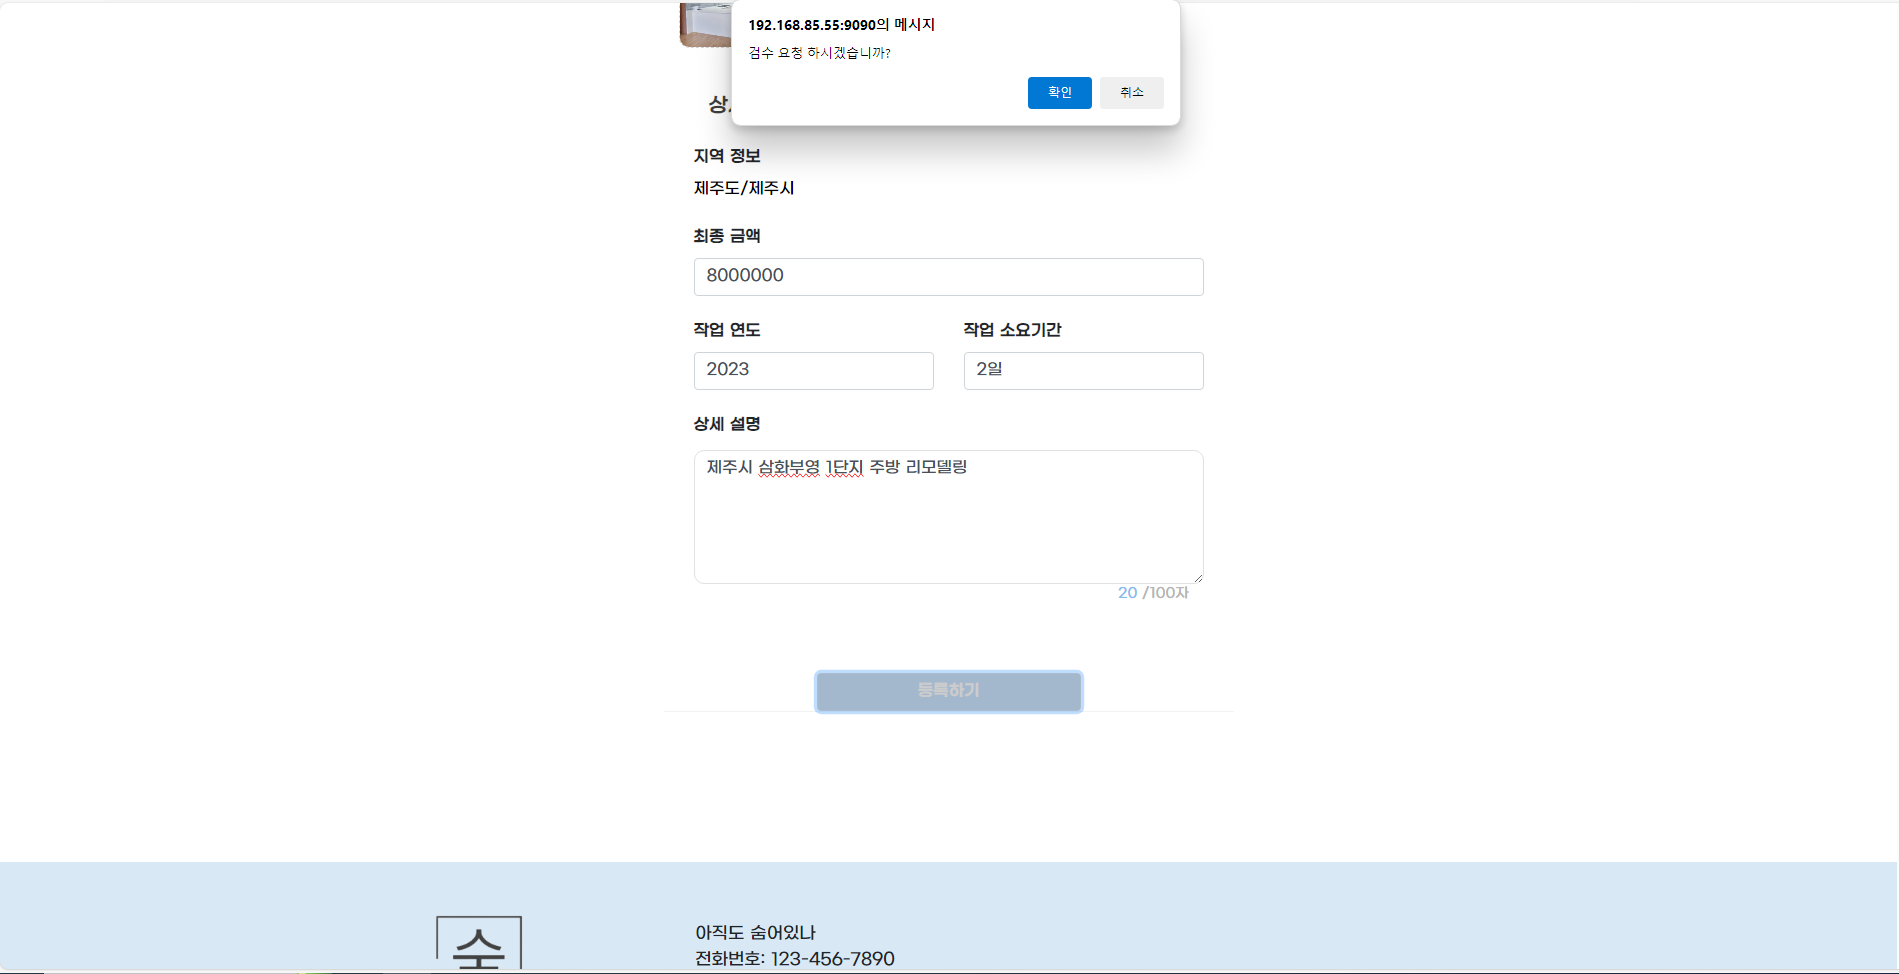 192.168.85.55:9090의 메시지
검수 요청 하시겠습니까?
확인 취소
지역 정보
제주도/제주시
최종 금액
8000000
작업 연도 작업 소요기간
2023 2일
상세 설명
제주시 삼화부영 1단지 주방 리모델링
20 /100자
등록하기
숨
아직도 숨어있나
전화번호: 123-456-7890